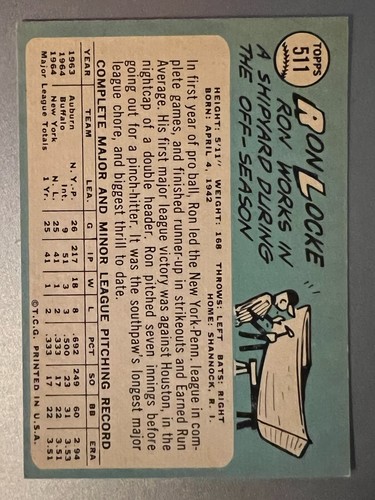 TOPPS
511
RON LOCKE
RON WORKS IN
A SHIPYARD DURING
THE OFF-SEASON
HEIGHT: 5'11" WEIGHT: 168 THROWS: LEFT BATS: RIGHT
BORN: APRIL 4, 1942 HOME: SHANNOCK, R. I.
In first year of pro ball, Ron led the New York-Penn. league in com-
plete games, and finished runner-up in strikeouts and Earned Run
Average. His first major league victory was against Houston, in the
nightcap of a double header. Ron pitched seven innings before
going out for a pinch-hitter. It was the southpaw's longest major
league chore, and biggest thrill to date.
COMPLETE MAJOR AND MINOR LEAGUE PITCHING RECORD
YEAR TEAM LEA. G IP W L PCT SO BB ERA
1963 Auburn N. Y.-P. 26 217 18 8 .692 249 60 2.94
1964 Buffalo Int. 9 51 3 3 .500 23 31 3.53
1964 New York N. L. 25 41 1 2 .333 17 22 3.51
Major League Totals 1 Yr. 25 41 1 2 .333 17 22 3.51
© T.C.G. PRINTED IN U.S.A.